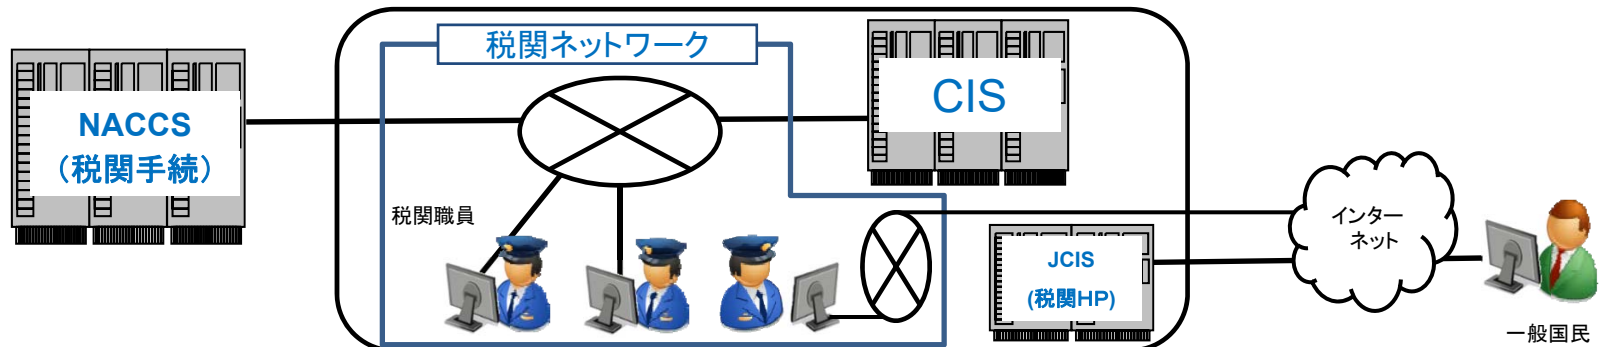 税関ネットワーク
NACCS
(税関手続)
CIS
税関職員
JCIS
(税関HP)
インター
ネット
一般国民